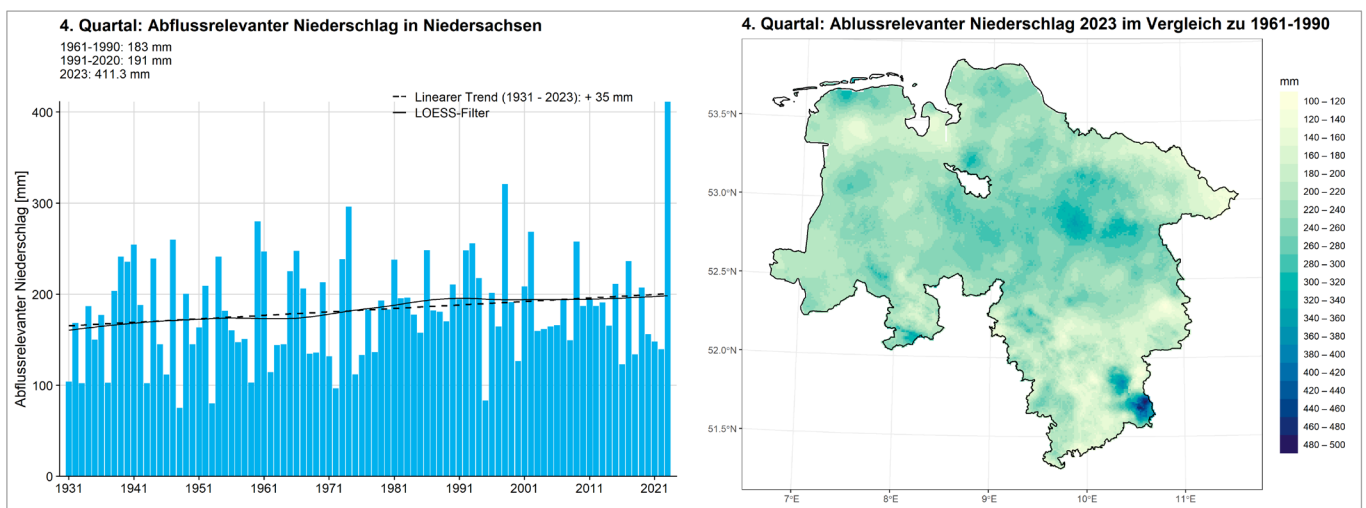 4. Quartal: Abflussrelevanter Niederschlag in Niedersachsen
1961-1990: 183 mm
1991-2020: 191 mm
2023: 411.3 mm
Linearer Trend (1931 - 2023): + 35 mm
LOESS-Filter
Abflussrelevanter Niederschlag [mm]
400
300
200
100
0
1931
1941
1951
1961
1971
1981
1991
2001
2011
2021
4. Quartal: Ablussrelevanter Niederschlag 2023 im Vergleich zu 1961-1990
53.5°N
53.0°N
52.5°N
52.0°N
51.5°N
7°E
8°E
9°E
10°E
11°E
mm
100 – 120
120 – 140
140 – 160
160 – 180
180 – 200
200 – 220
220 – 240
240 – 260
260 – 280
280 – 300
300 – 320
320 – 340
340 – 360
360 – 380
380 – 400
400 – 420
420 – 440
440 – 460
460 – 480
480 – 500